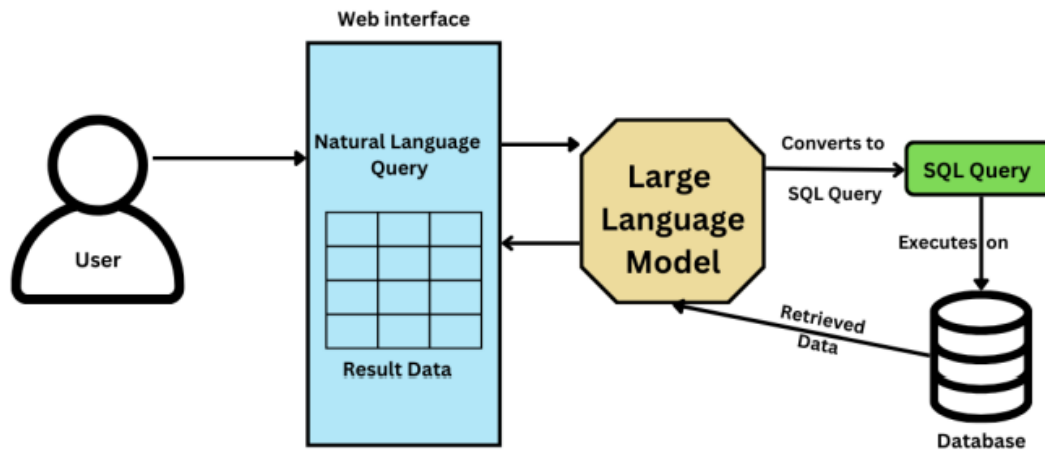 Web interface
User
Natural Language
Query
Result Data
Large
Language
Model
Converts to
SQL Query
SQL Query
Executes on
Retrieved
Data
Database